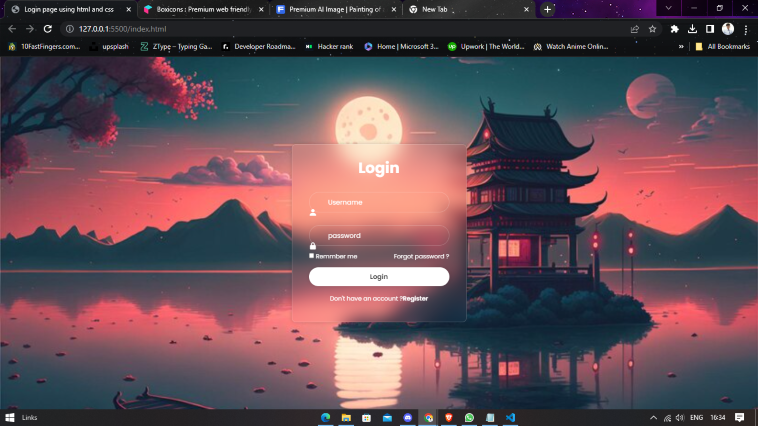 Login page using html and css
Boxicons : Premium web friendly
Premium AI Image | Painting of a
New Tab
127.0.0.1:5500/index.html
10FastFingers.com...
upsplash
ZType – Typing Ga...
Developer Roadma...
Hacker rank
Home | Microsoft 3...
Upwork | The World...
Watch Anime Onlin...
»
All Bookmarks
Login
Username
password
Remmber me
Forgot password ?
Login
Don't have an account ?Register
Links
ENG
16:34